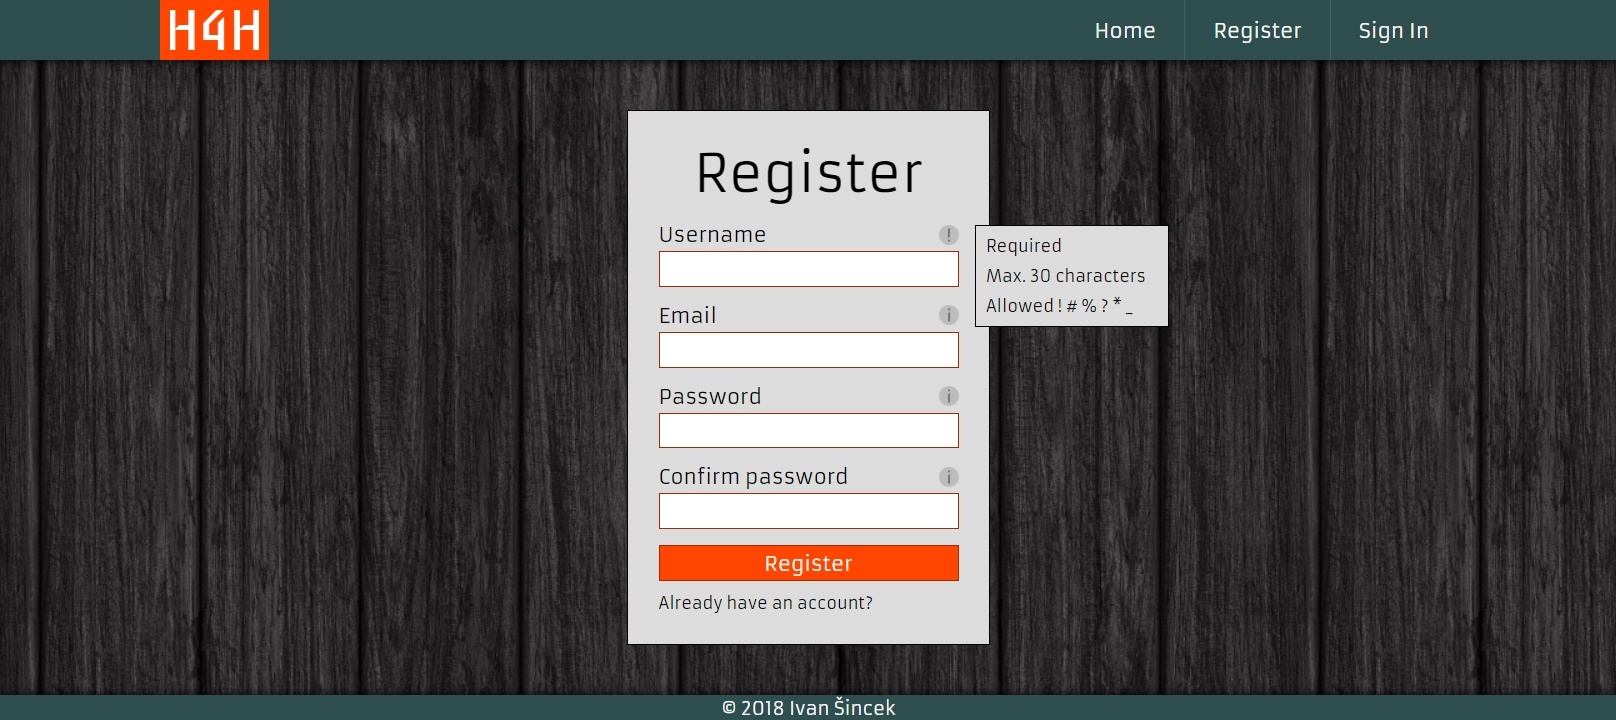 H4H
Home
Register
Sign In
Register
Username
!
Required
Max. 30 characters
Allowed ! # % ? * _
Email
i
Password
i
Confirm password
i
Register
Already have an account?
© 2018 Ivan Šincek